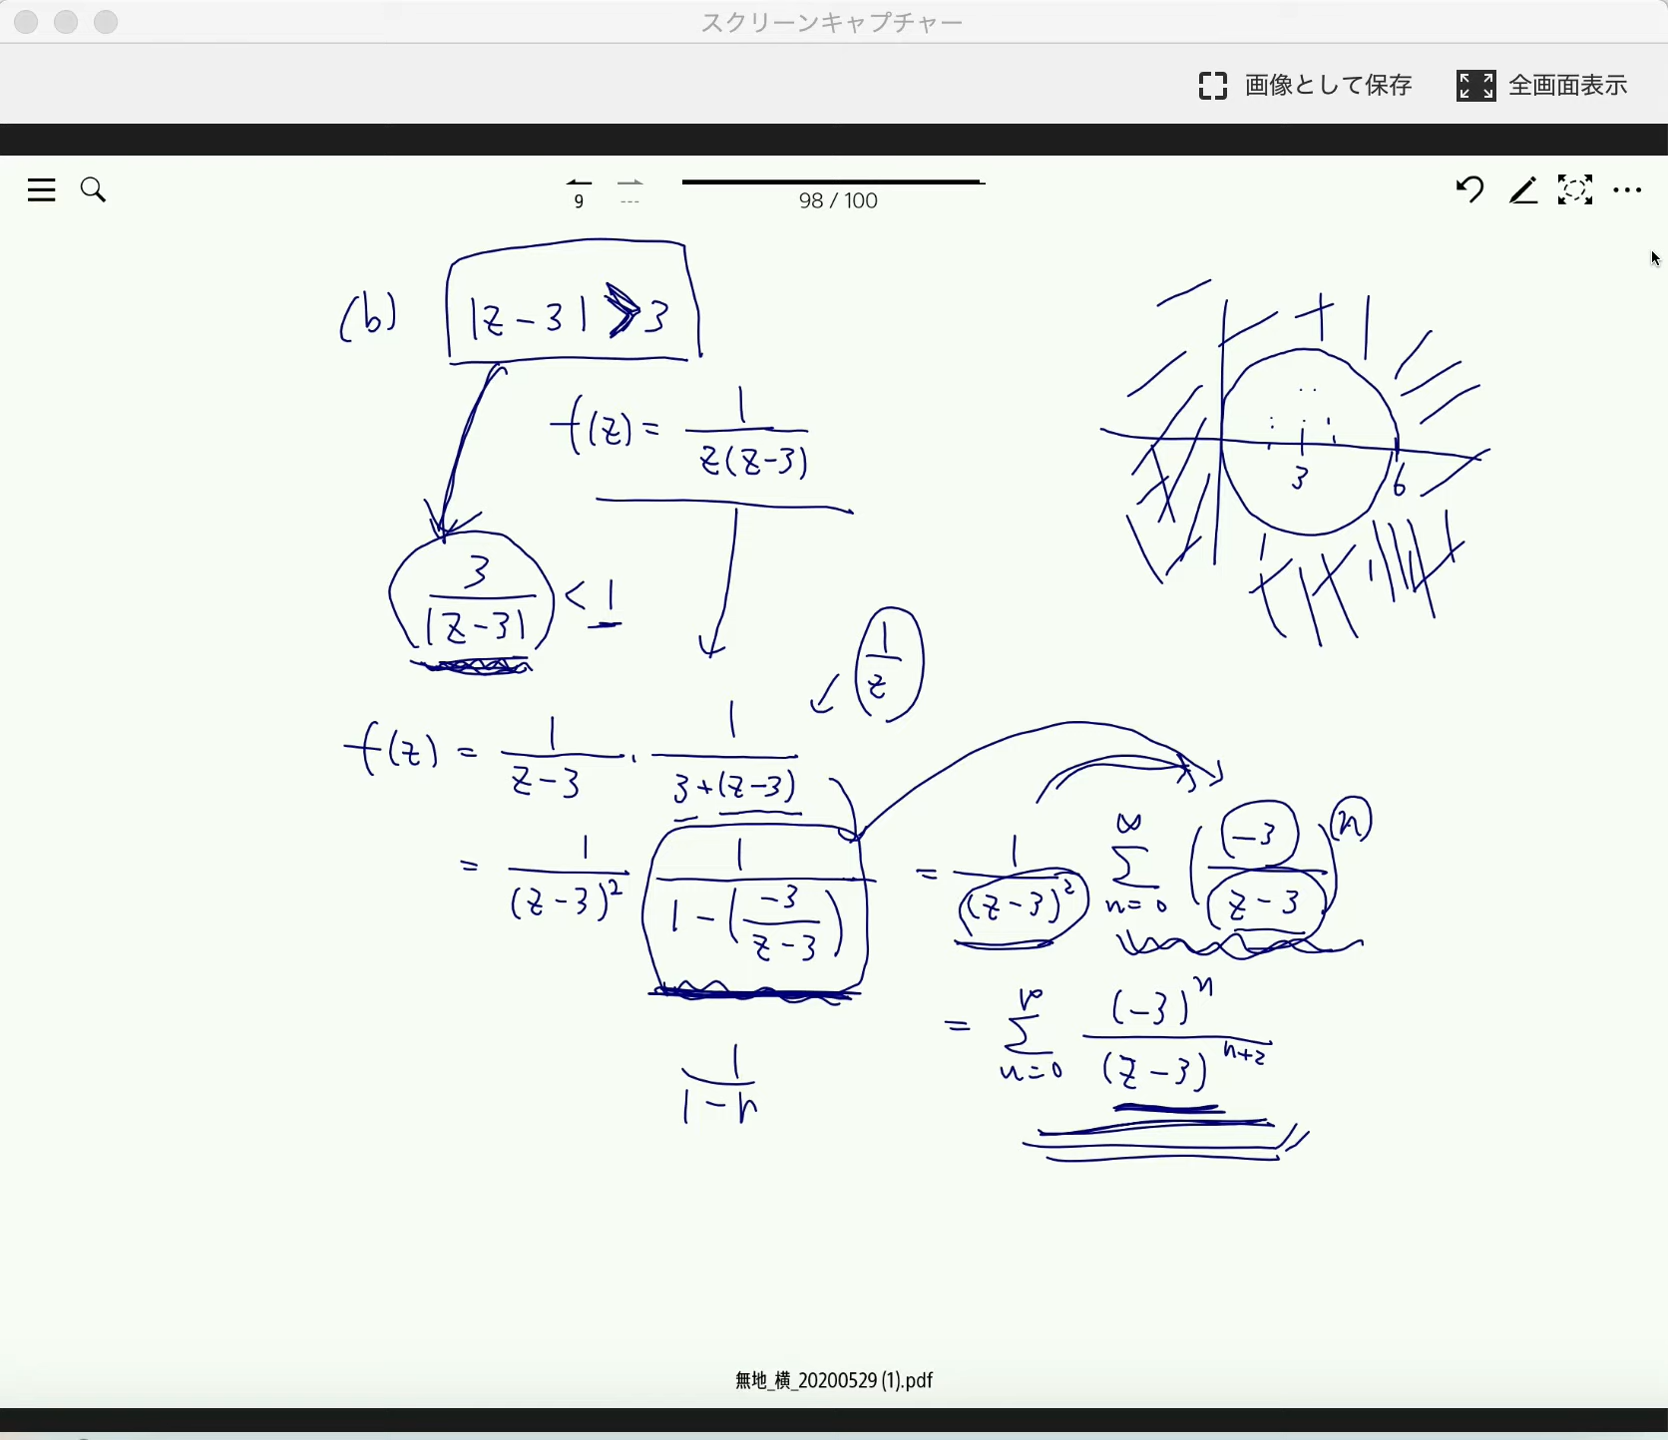 スクリーンキャプチャー
画像として保存 全画面表示
9 --- 98 / 100
(b) |z-3| > 3
f(z) = 1/(z(z-3))
3 6
3/|z-3| < 1
1/z
f(z) = 1/(z-3) · 1/(3+(z-3))
= 1/(z-3)² 1/(1-(-3/(z-3))) = 1/(z-3)² ∑_{n=0}^{∞} (-3/(z-3))^n
= ∑_{n=0}^{∞} (-3)^n/(z-3)^{n+2}
1/(1-r)
無地_横_20200529 (1).pdf